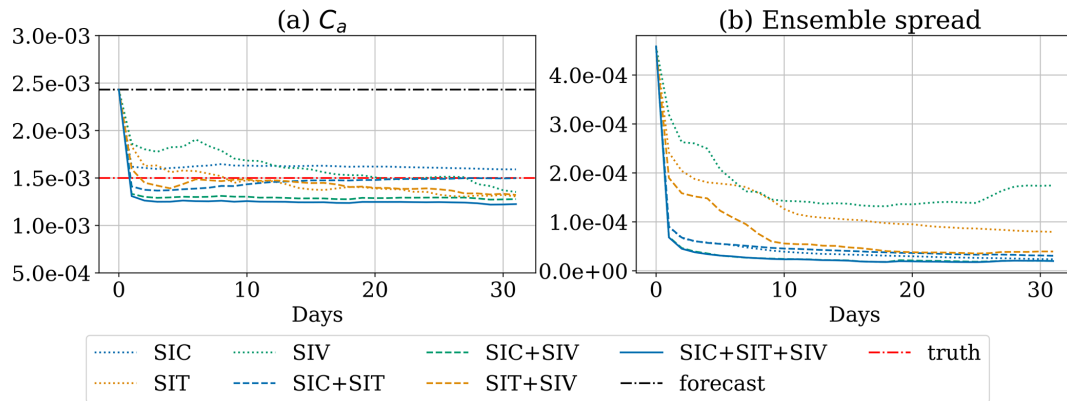 (a) Cₐ
3.0e-03
2.5e-03
2.0e-03
1.5e-03
1.0e-03
5.0e-04
0 10 20 30
Days
(b) Ensemble spread
4.0e-04
3.0e-04
2.0e-04
1.0e-04
0.0e+00
0 10 20 30
Days
SIC SIV SIC+SIV SIC+SIT+SIV truth
SIT SIC+SIT SIT+SIV forecast